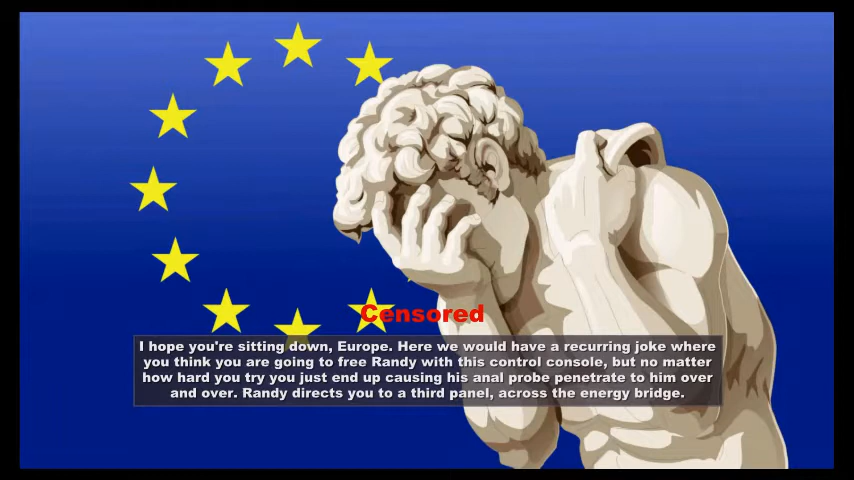 Censored
I hope you're sitting down, Europe. Here we would have a recurring joke where
you think you are going to free Randy with this control console, but no matter
how hard you try you just end up causing his anal probe penetrate to him over
and over. Randy directs you to a third panel, across the energy bridge.